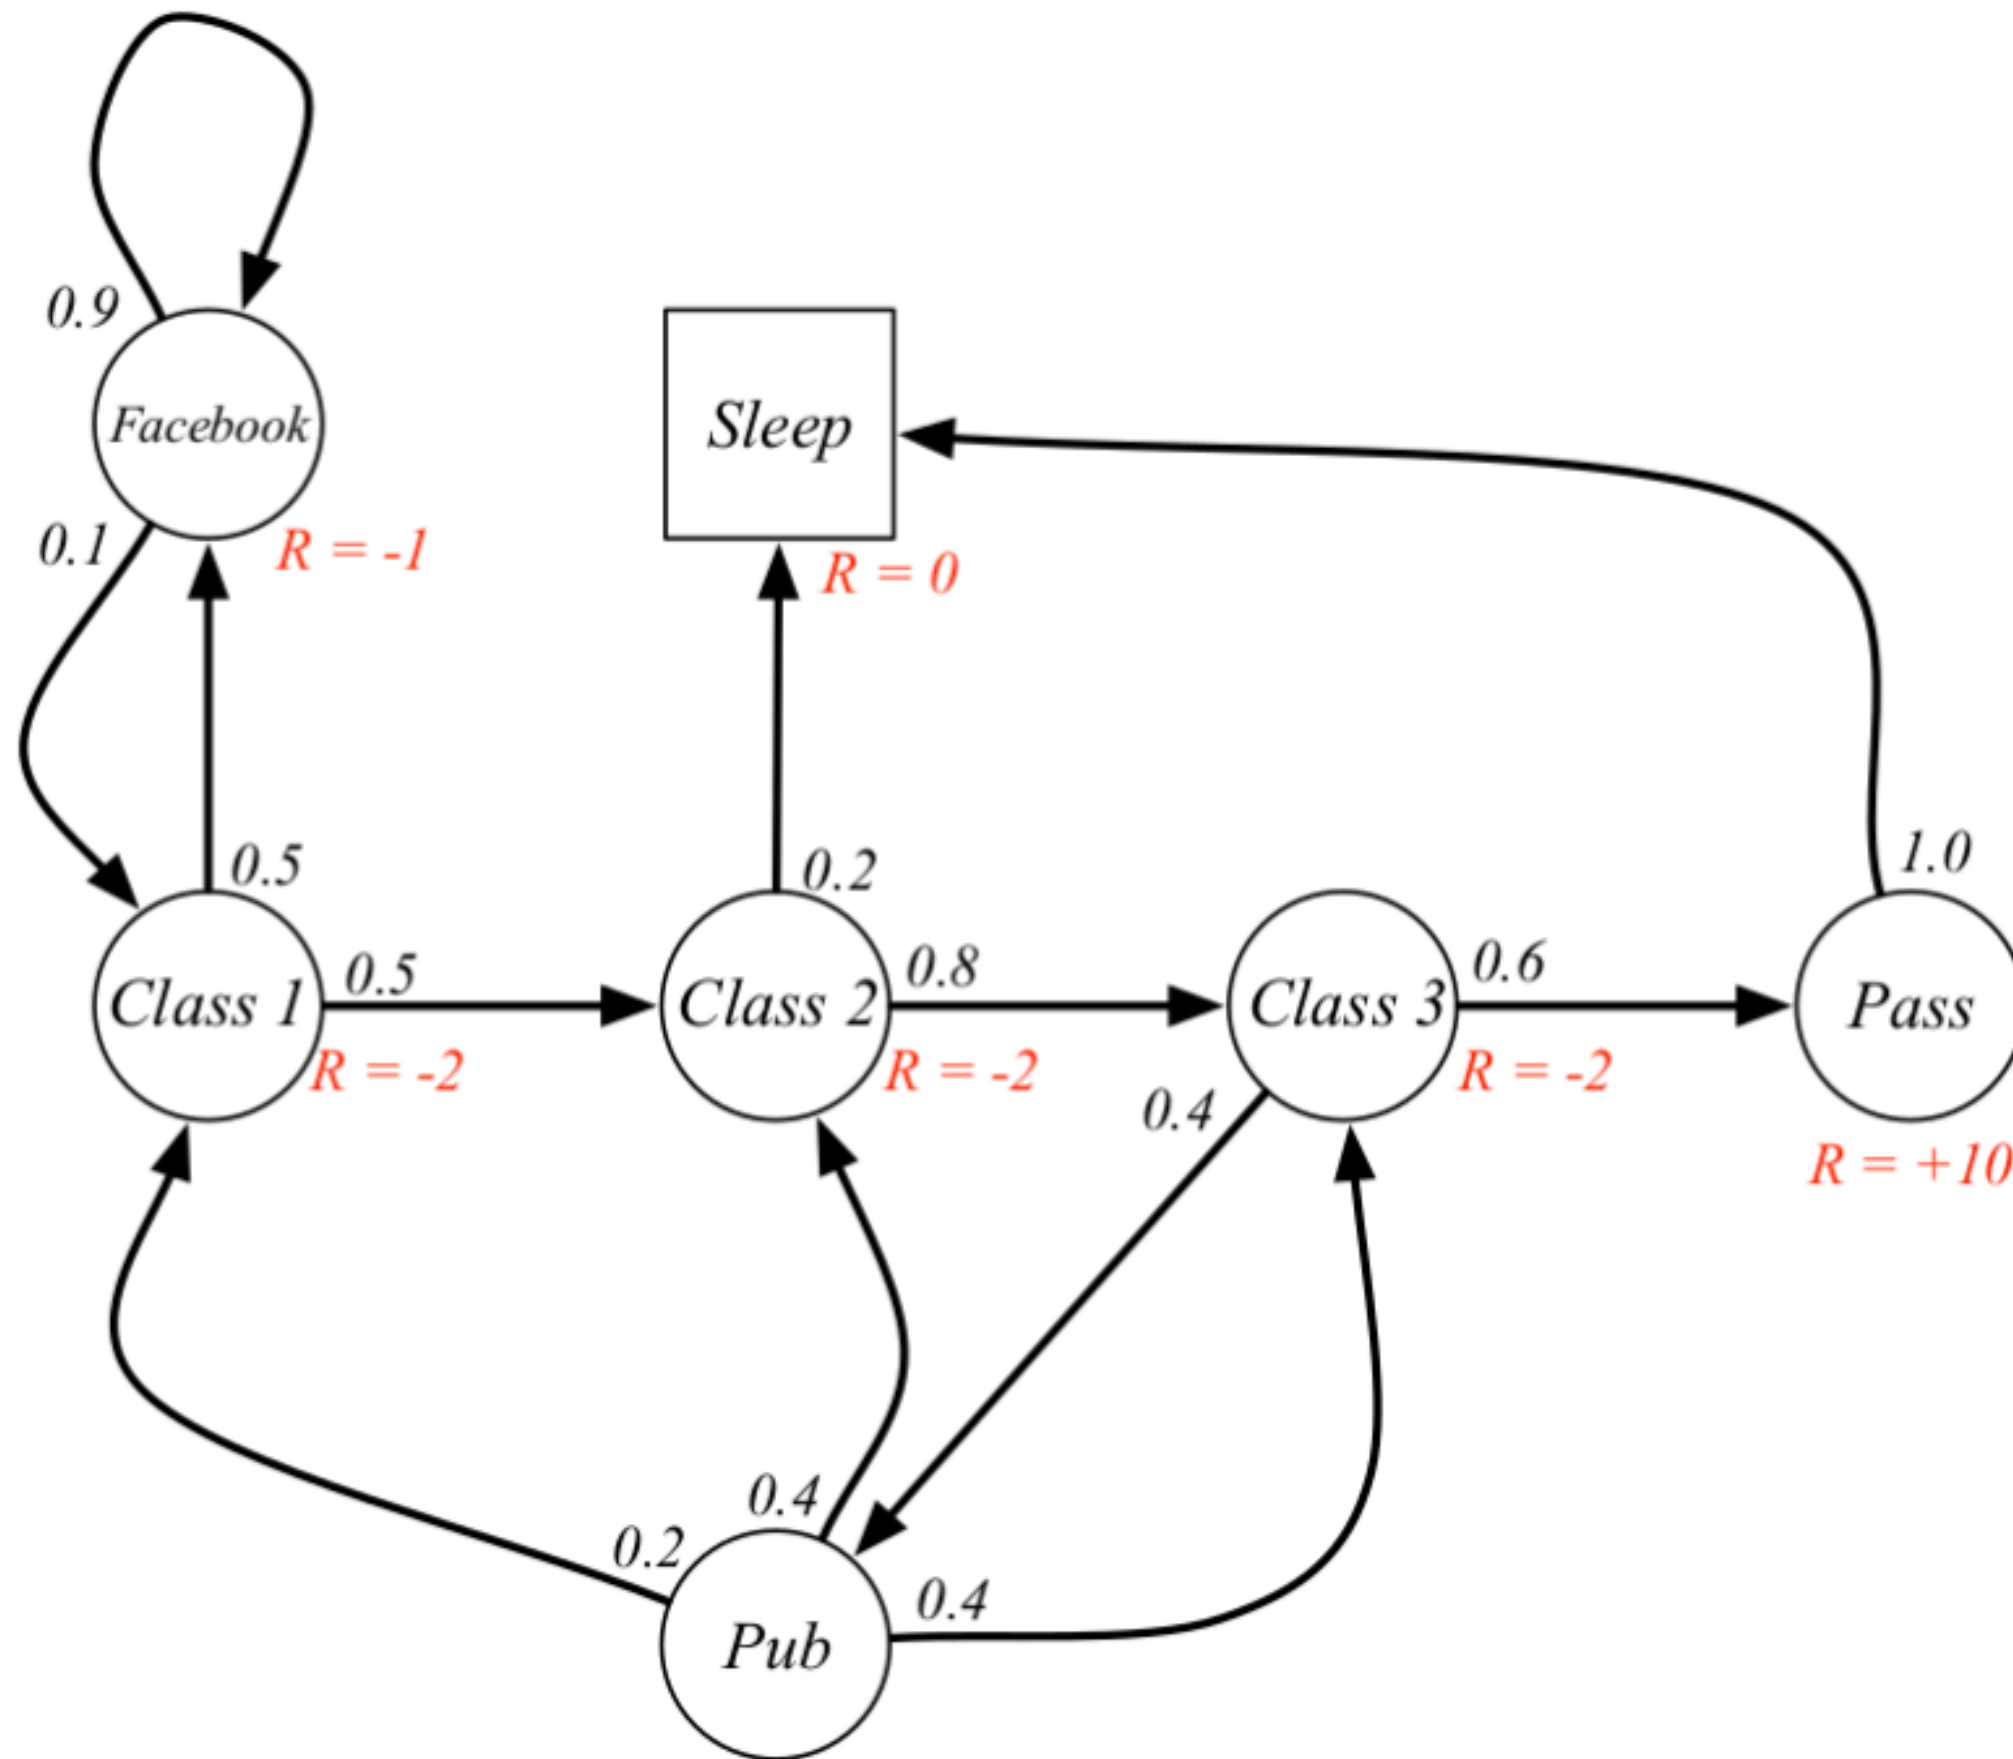 0.9
Facebook
Sleep
0.1
R = -1
R = 0
0.5
0.2
1.0
Class 1
0.5
Class 2
0.8
Class 3
0.6
Pass
R = -2
R = -2
R = -2
0.4
R = +10
0.4
0.2
0.4
Pub